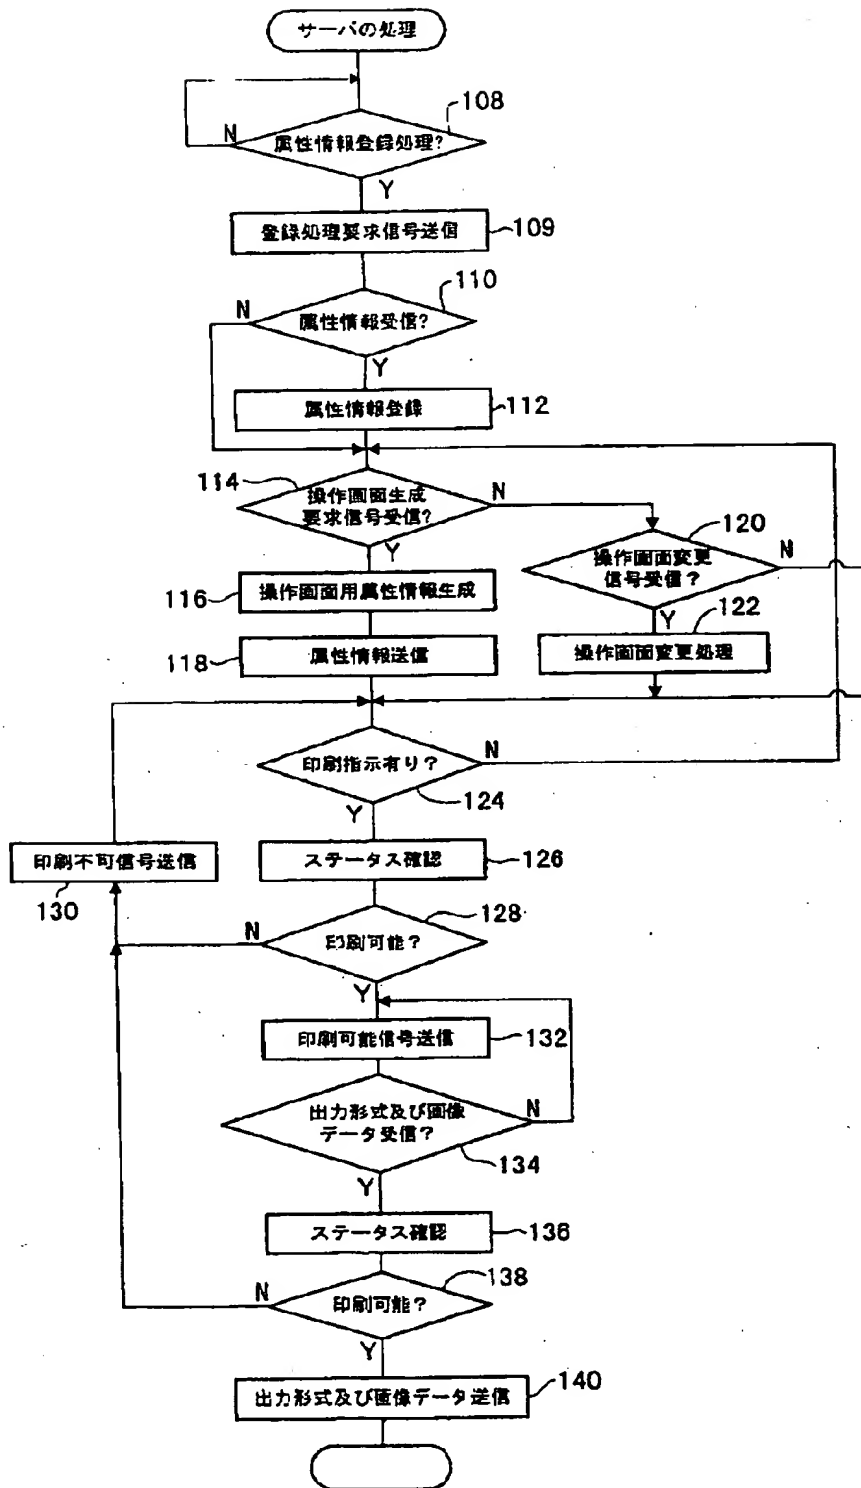 サーバの処理
108
N
属性情報登録処理?
Y
登録処理要求信号送信
109
110
N
属性情報受信?
Y
属性情報登録
112
114
操作画面生成
要求信号受信?
N
Y
120
操作画面変更
信号受信?
N
Y
116
操作画面用属性情報生成
122
118
属性情報送信
操作画面変更処理
印刷指示有り?
N
124
Y
印刷不可信号送信
130
ステータス確認
126
128
N
印刷可能?
Y
印刷可能信号送信
132
出力形式及び画像
データ受信?
N
134
Y
ステータス確認
136
138
N
印刷可能?
Y
出力形式及び画像データ送信
140